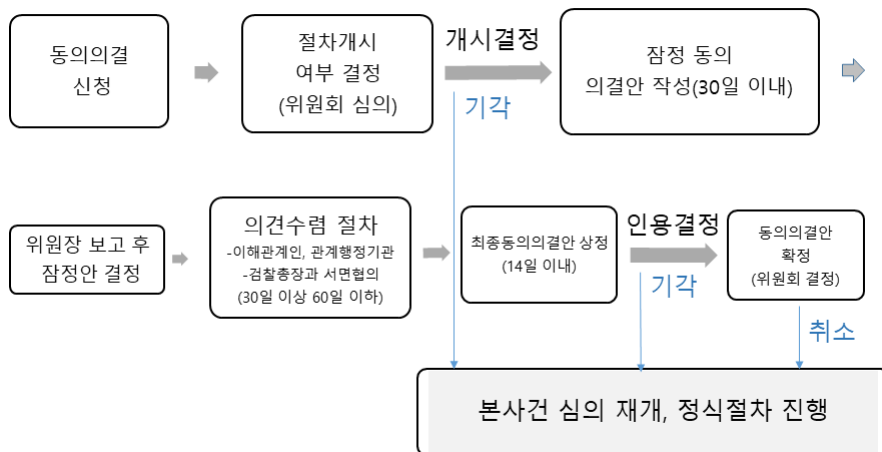 동의의결
신청
절차개시
여부 결정
(위원회 심의)
개시결정
기각
잠정 동의
의결안 작성(30일 이내)
위원장 보고 후
잠정안 결정
의견수렴 절차
-이해관계인, 관계행정기관
-검찰총장과 서면협의
(30일 이상 60일 이하)
최종동의의결안 상정
(14일 이내)
인용결정
기각
동의의결안
확정
(위원회 결정)
취소
본사건 심의 재개, 정식절차 진행